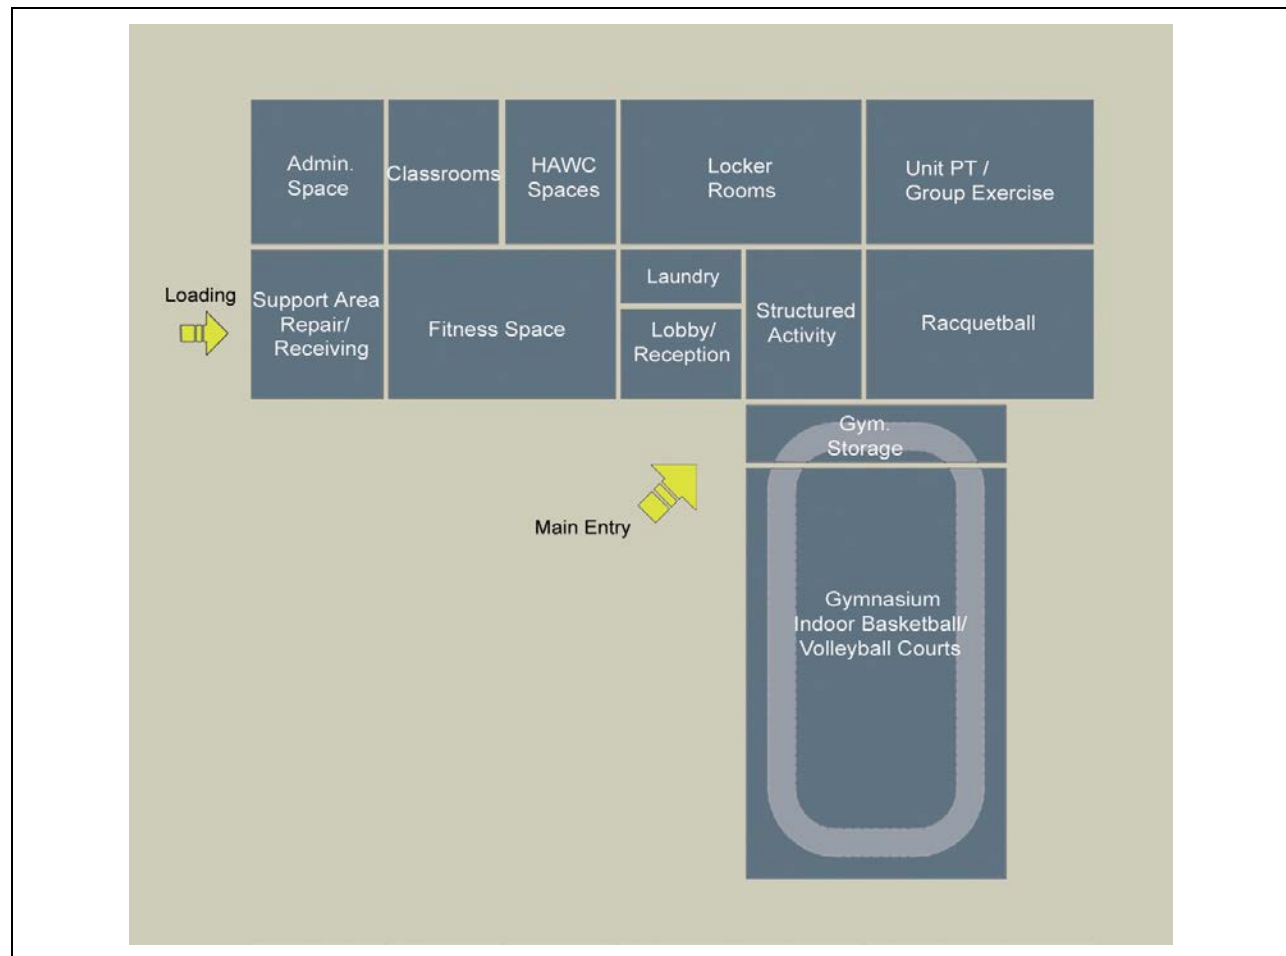 Admin.
Space
Classrooms
HAWC
Spaces
Locker
Rooms
Unit PT /
Group Exercise
Loading
Support Area
Repair/
Receiving
Fitness Space
Laundry
Lobby/
Reception
Structured
Activity
Racquetball
Gym.
Storage
Main Entry
Gymnasium
Indoor Basketball/
Volleyball Courts